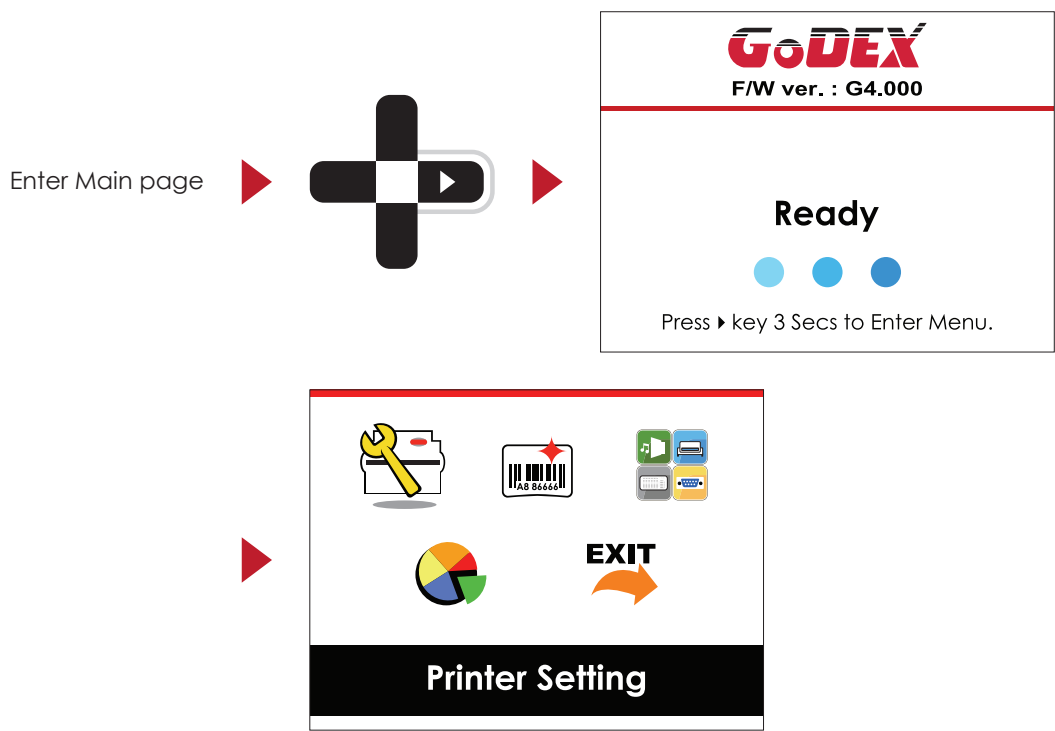 GoDEX
F/W ver. : G4.000
Enter Main page
Ready
Press key 3 Secs to Enter Menu.
A8 86666
EXIT
Printer Setting